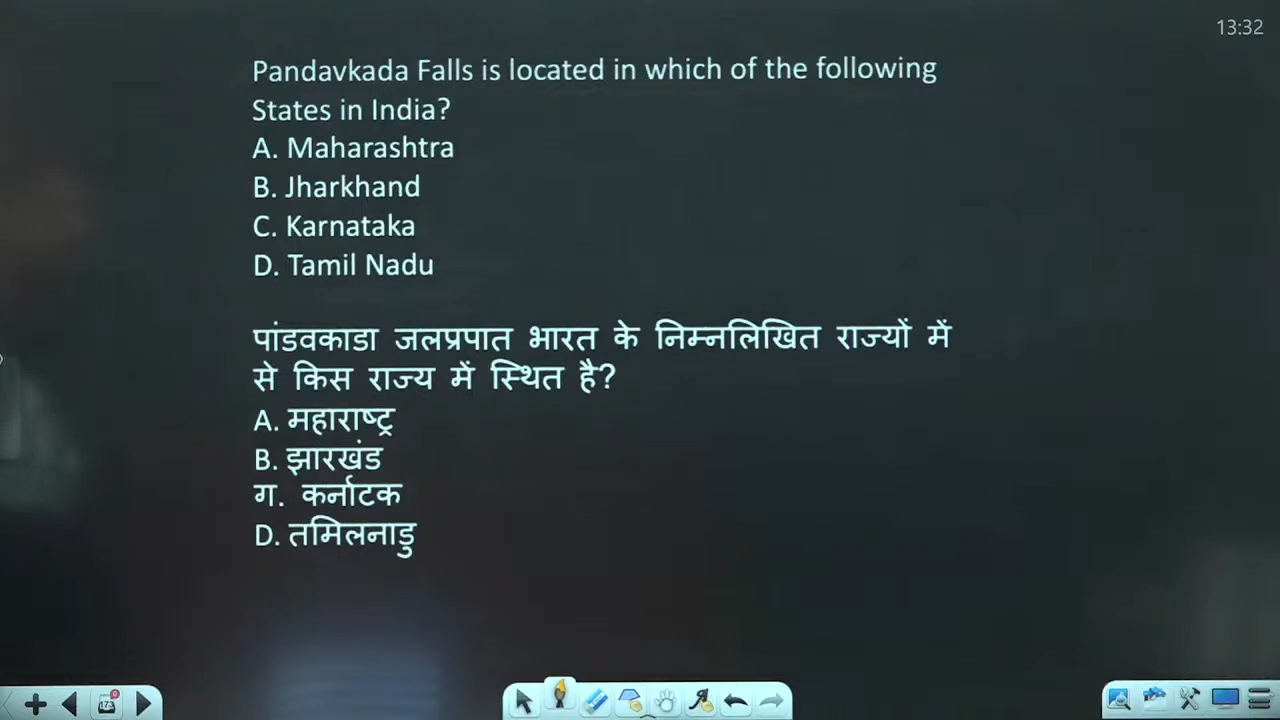 13:32
Pandavkada Falls is located in which of the following
States in India?
A. Maharashtra
B. Jharkhand
C. Karnataka
D. Tamil Nadu
पांडवकाडा जलप्रपात भारत के निम्नलिखित राज्यों में
से किस राज्य में स्थित है?
A. महाराष्ट्र
B. झारखंड
ग. कर्नाटक
D. तमिलनाडु